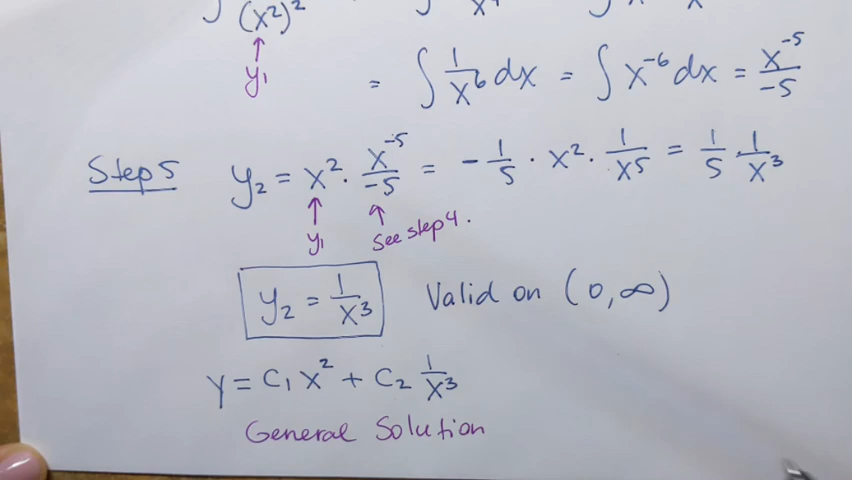 ∫ (x²)²
y₁
= ∫ 1/x⁶ dx = ∫ x⁻⁶ dx = x⁻⁵/-5
Step 5 y₂ = x² · x⁻⁵/-5 = - 1/5 · x² · 1/x⁵ = 1/5 · 1/x³
y₁ See step 4.
y₂ = 1/x³ Valid on (0, ∞)
y = C₁ x² + C₂ 1/x³
General Solution